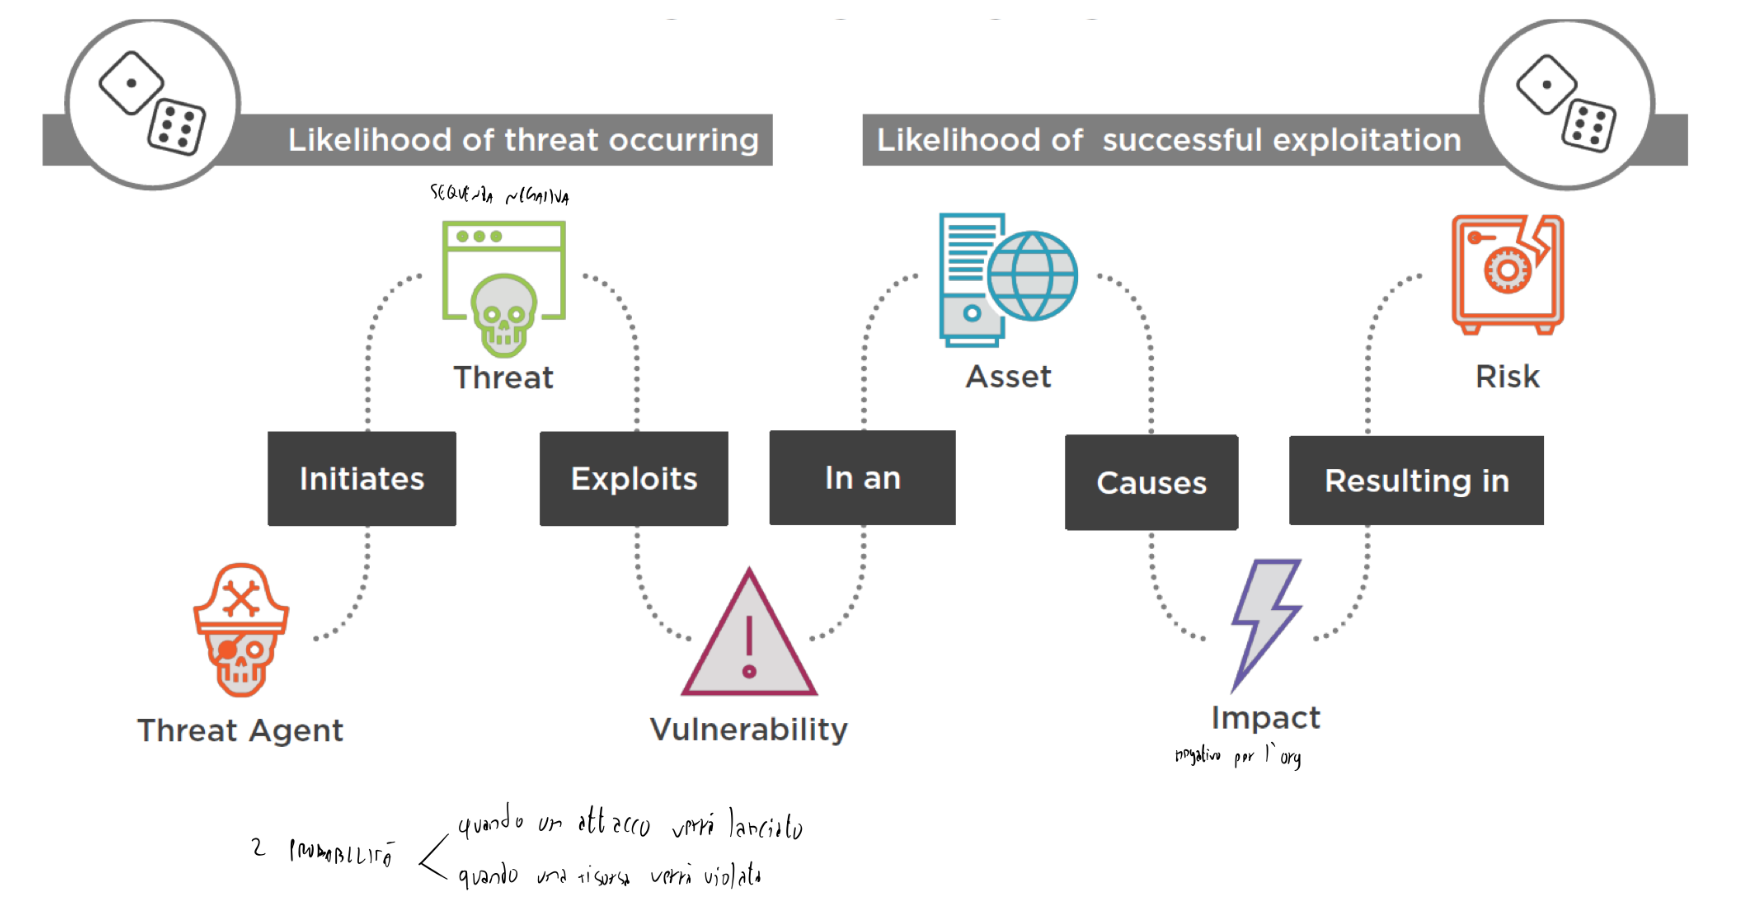 Likelihood of threat occurring
Likelihood of successful exploitation
SEQUENZA NEGATIVA
Threat
Asset
Risk
Initiates
Exploits
In an
Causes
Resulting in
Threat Agent
Vulnerability
Impact
negativo per l'org
2 PROBABILITÀ
quando un attacco verrà lanciato
quando una risorsa verrà violata